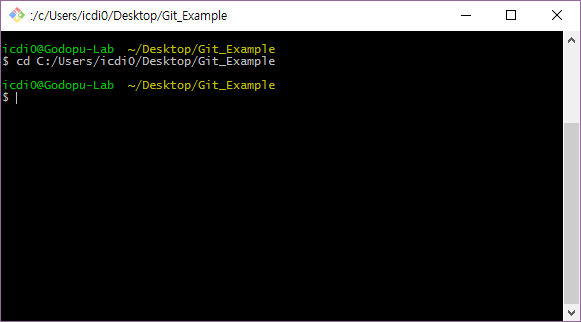 :/c/Users/icdi0/Desktop/Git_Example
icdi0@Godopu-Lab ~/Desktop/Git_Example
$ cd C:/Users/icdi0/Desktop/Git_Example
icdi0@Godopu-Lab ~/Desktop/Git_Example
$